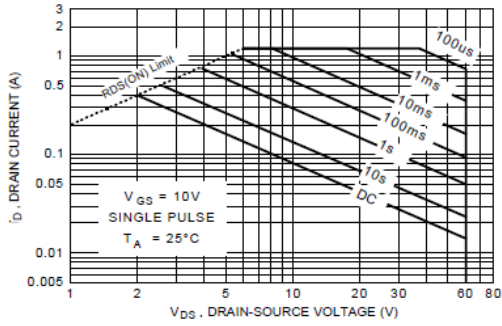 3
1
0.5
0.1
0.05
0.01
0.005
iD, DRAIN CURRENT (A)
RDS(ON) Limit
100us
1ms
10ms
100ms
1s
10s
DC
VGS = 10V
SINGLE PULSE
TA = 25°C
1
2
5
10
20
30
60
80
VDS , DRAIN-SOURCE VOLTAGE (V)